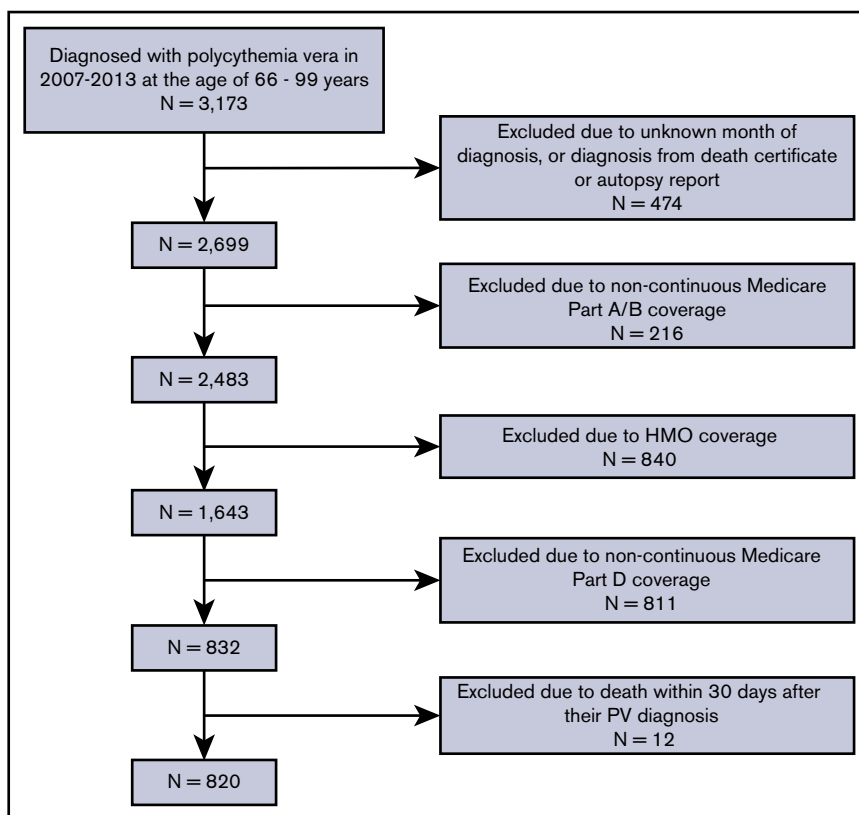 Diagnosed with polycythemia vera in
2007-2013 at the age of 66 - 99 years
N = 3,173
Excluded due to unknown month of
diagnosis, or diagnosis from death certificate
or autopsy report
N = 474
N = 2,699
Excluded due to non-continuous Medicare
Part A/B coverage
N = 216
N = 2,483
Excluded due to HMO coverage
N = 840
N = 1,643
Excluded due to non-continuous Medicare
Part D coverage
N = 811
N = 832
Excluded due to death within 30 days after
their PV diagnosis
N = 12
N = 820